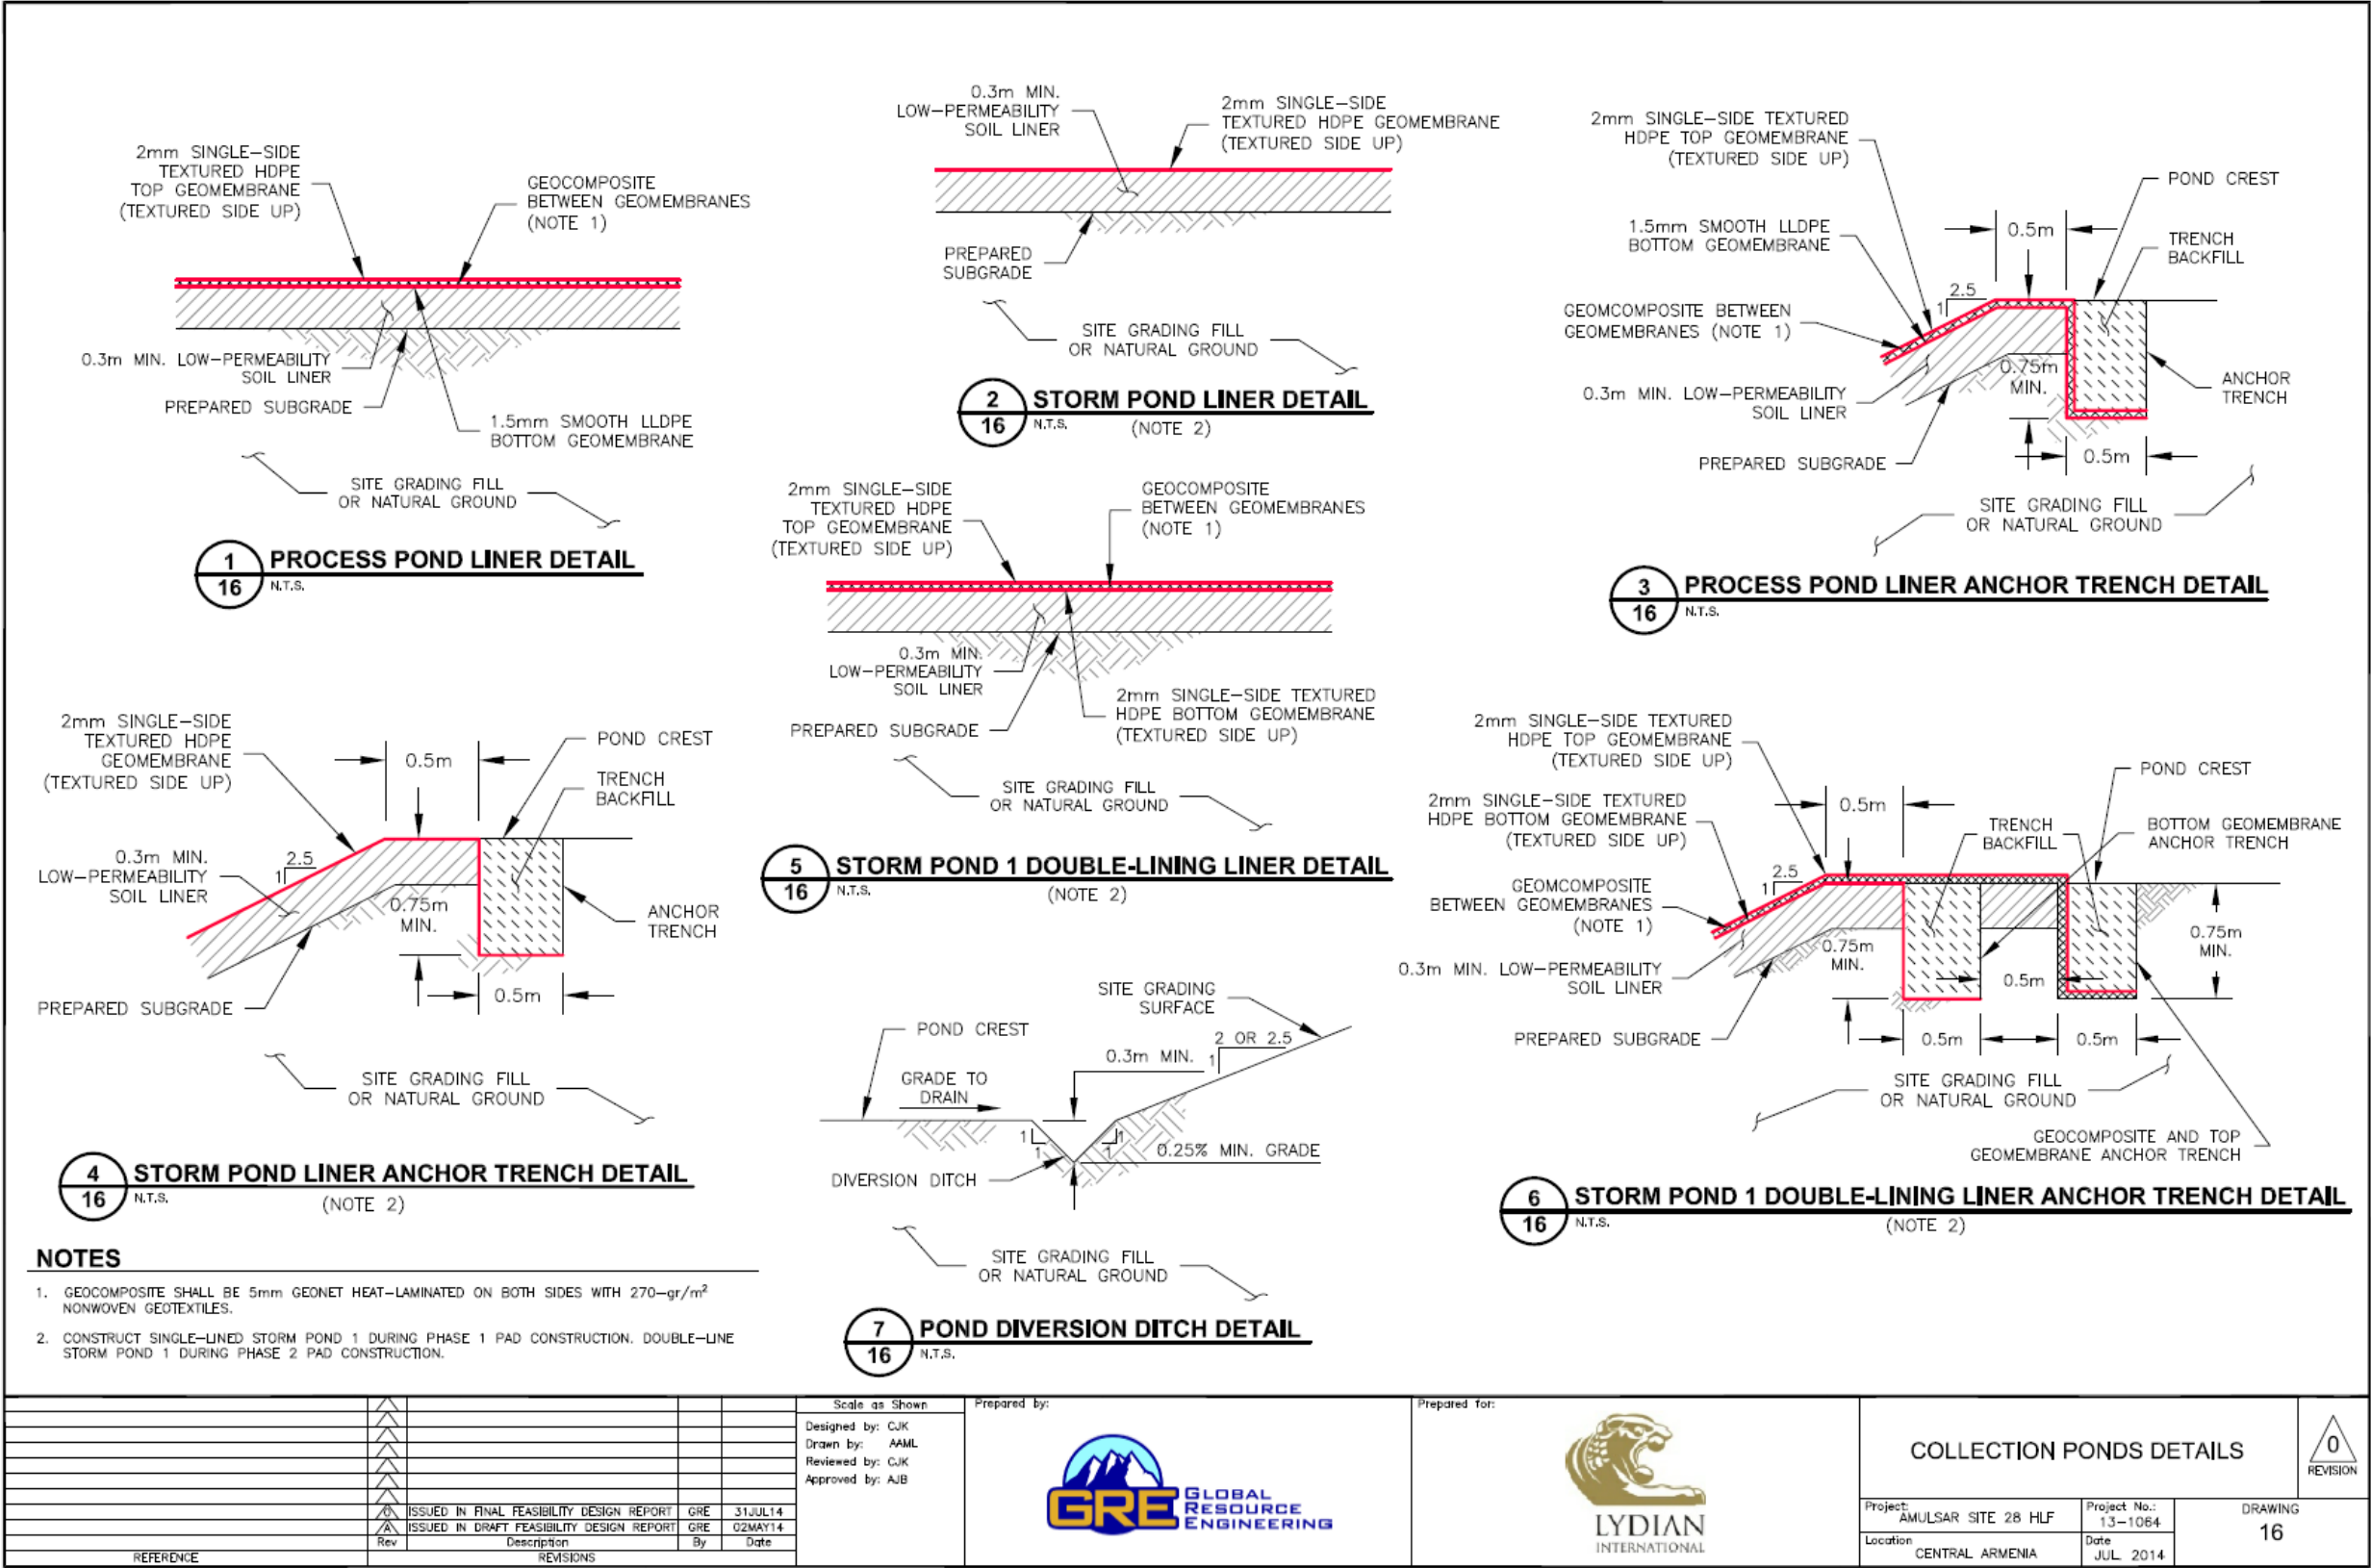 2mm SINGLE-SIDE
TEXTURED HDPE
TOP GEOMEMBRANE
(TEXTURED SIDE UP)
GEOCOMPOSITE
BETWEEN GEOMEMBRANES
(NOTE 1)
0.3m MIN. LOW-PERMEABILITY
SOIL LINER
PREPARED SUBGRADE
1.5mm SMOOTH LLDPE
BOTTOM GEOMEMBRANE
SITE GRADING FILL
OR NATURAL GROUND
1
16
PROCESS POND LINER DETAIL
N.T.S.
0.3m MIN.
LOW-PERMEABILITY
SOIL LINER
2mm SINGLE-SIDE
TEXTURED HDPE GEOMEMBRANE
(TEXTURED SIDE UP)
PREPARED
SUBGRADE
SITE GRADING FILL
OR NATURAL GROUND
2
16
STORM POND LINER DETAIL
N.T.S.
(NOTE 2)
2mm SINGLE-SIDE TEXTURED
HDPE TOP GEOMEMBRANE
(TEXTURED SIDE UP)
POND CREST
1.5mm SMOOTH LLDPE
BOTTOM GEOMEMBRANE
0.5m
TRENCH
BACKFILL
2.5
1
GEOMCOMPOSITE BETWEEN
GEOMEMBRANES (NOTE 1)
0.75m
MIN.
ANCHOR
TRENCH
0.3m MIN. LOW-PERMEABILITY
SOIL LINER
PREPARED SUBGRADE
0.5m
SITE GRADING FILL
OR NATURAL GROUND
3
16
PROCESS POND LINER ANCHOR TRENCH DETAIL
N.T.S.
2mm SINGLE-SIDE
TEXTURED HDPE
GEOMEMBRANE
(TEXTURED SIDE UP)
0.5m
POND CREST
TRENCH
BACKFILL
0.3m MIN.
LOW-PERMEABILITY
SOIL LINER
2.5
1
0.75m
MIN.
ANCHOR
TRENCH
PREPARED SUBGRADE
0.5m
SITE GRADING FILL
OR NATURAL GROUND
4
16
STORM POND LINER ANCHOR TRENCH DETAIL
N.T.S.
(NOTE 2)
2mm SINGLE-SIDE
TEXTURED HDPE
TOP GEOMEMBRANE
(TEXTURED SIDE UP)
GEOCOMPOSITE
BETWEEN GEOMEMBRANES
(NOTE 1)
0.3m MIN.
LOW-PERMEABILITY
SOIL LINER
PREPARED SUBGRADE
2mm SINGLE-SIDE TEXTURED
HDPE BOTTOM GEOMEMBRANE
(TEXTURED SIDE UP)
SITE GRADING FILL
OR NATURAL GROUND
5
16
STORM POND 1 DOUBLE-LINING LINER DETAIL
N.T.S.
(NOTE 2)
2mm SINGLE-SIDE TEXTURED
HDPE TOP GEOMEMBRANE
(TEXTURED SIDE UP)
POND CREST
2mm SINGLE-SIDE TEXTURED
HDPE BOTTOM GEOMEMBRANE
(TEXTURED SIDE UP)
0.5m
TRENCH
BACKFILL
BOTTOM GEOMEMBRANE
ANCHOR TRENCH
2.5
1
GEOMCOMPOSITE
BETWEEN GEOMEMBRANES
(NOTE 1)
0.75m
MIN.
0.75m
MIN.
0.3m MIN. LOW-PERMEABILITY
SOIL LINER
0.5m
PREPARED SUBGRADE
0.5m
0.5m
SITE GRADING FILL
OR NATURAL GROUND
GEOCOMPOSITE AND TOP
GEOMEMBRANE ANCHOR TRENCH
6
16
STORM POND 1 DOUBLE-LINING LINER ANCHOR TRENCH DETAIL
N.T.S.
(NOTE 2)
SITE GRADING
SURFACE
POND CREST
0.3m MIN.
2 OR 2.5
1
GRADE TO
DRAIN
1
1
1
1
0.25% MIN. GRADE
DIVERSION DITCH
SITE GRADING FILL
OR NATURAL GROUND
7
16
POND DIVERSION DITCH DETAIL
N.T.S.
NOTES
1. GEOCOMPOSITE SHALL BE 5mm GEONET HEAT-LAMINATED ON BOTH SIDES WITH 270-gr/m²
NONWOVEN GEOTEXTILES.
2. CONSTRUCT SINGLE-LINED STORM POND 1 DURING PHASE 1 PAD CONSTRUCTION. DOUBLE-LINE
STORM POND 1 DURING PHASE 2 PAD CONSTRUCTION.
0 ISSUED IN FINAL FEASIBILITY DESIGN REPORT GRE 31JUL14
A ISSUED IN DRAFT FEASIBILITY DESIGN REPORT GRE 02MAY14
Rev Description By Date
REFERENCE REVISIONS
Scale as Shown
Designed by: CJK
Drawn by: AAML
Reviewed by: CJK
Approved by: AJB
Prepared by:
GRE
GLOBAL
RESOURCE
ENGINEERING
Prepared for:
LYDIAN
INTERNATIONAL
COLLECTION PONDS DETAILS
0
REVISION
Project: AMULSAR SITE 28 HLF
Project No.: 13-1064
Location CENTRAL ARMENIA
Date JUL. 2014
DRAWING
16